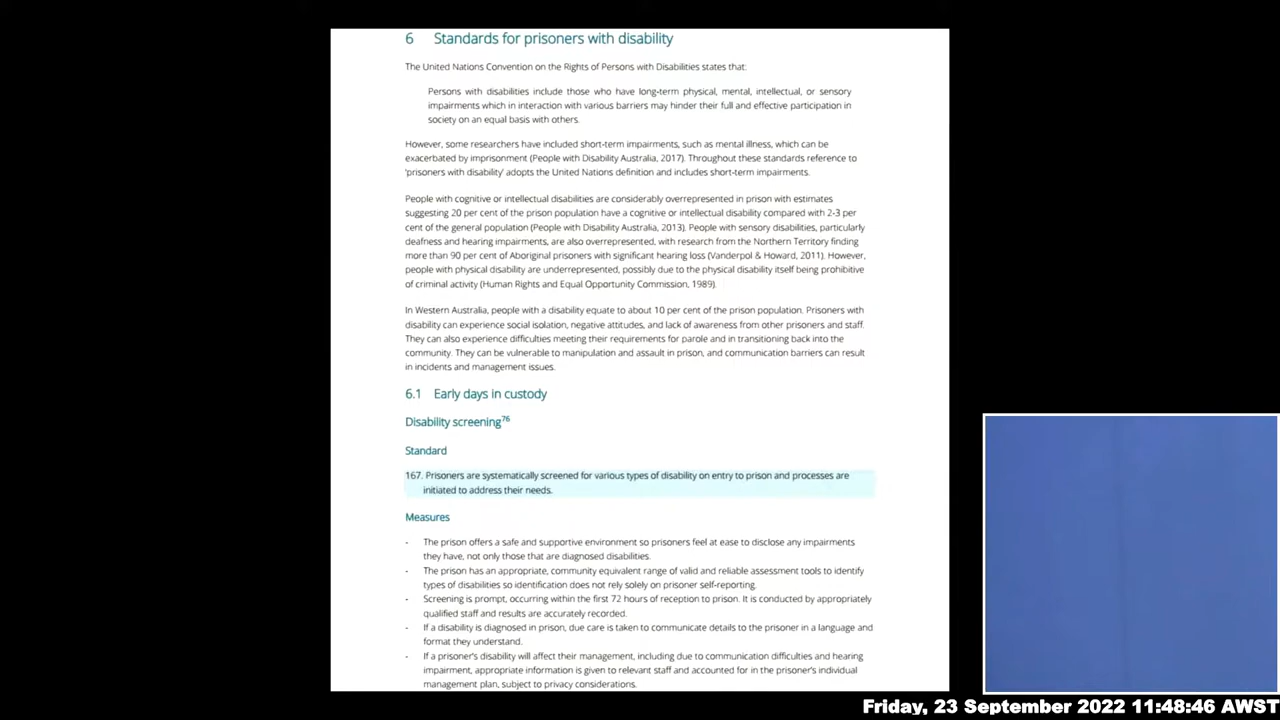 6 Standards for prisoners with disability
The United Nations Convention on the Rights of Persons with Disabilities states that:
Persons with disabilities include those who have long-term physical, mental, intellectual, or sensory
impairments which in interaction with various barriers may hinder their full and effective participation in
society on an equal basis with others.
However, some researchers have included short-term impairments, such as mental illness, which can be
exacerbated by imprisonment (People with Disability Australia, 2017). Throughout these standards reference to
'prisoners with disability' adopts the United Nations definition and includes short-term impairments.
People with cognitive or intellectual disabilities are considerably overrepresented in prison with estimates
suggesting 20 per cent of the prison population have a cognitive or intellectual disability compared with 2-3 per
cent of the general population (People with Disability Australia, 2013). People with sensory disabilities, particularly
deafness and hearing impairments, are also overrepresented, with research from the Northern Territory finding
more than 90 per cent of Aboriginal prisoners with significant hearing loss (Vanderpol & Howard, 2011). However,
people with physical disability are underrepresented, possibly due to the physical disability itself being prohibitive
of criminal activity (Human Rights and Equal Opportunity Commission, 1989).
In Western Australia, people with a disability equate to about 10 per cent of the prison population. Prisoners with
disability can experience social isolation, negative attitudes, and lack of awareness from other prisoners and staff.
They can also experience difficulties meeting their requirements for parole and in transitioning back into the
community. They can be vulnerable to manipulation and assault in prison, and communication barriers can result
in incidents and management issues.
6.1 Early days in custody
Disability screening76
Standard
167. Prisoners are systematically screened for various types of disability on entry to prison and processes are
initiated to address their needs.
Measures
- The prison offers a safe and supportive environment so prisoners feel at ease to disclose any impairments
they have, not only those that are diagnosed disabilities.
- The prison has an appropriate, community equivalent range of valid and reliable assessment tools to identify
types of disabilities so identification does not rely solely on prisoner self-reporting.
- Screening is prompt, occurring within the first 72 hours of reception to prison. It is conducted by appropriately
qualified staff and results are accurately recorded.
- If a disability is diagnosed in prison, due care is taken to communicate details to the prisoner in a language and
format they understand.
- If a prisoner's disability will affect their management, including due to communication difficulties and hearing
impairment, appropriate information is given to relevant staff and accounted for in the prisoner's individual
management plan, subject to privacy considerations.
Friday, 23 September 2022 11:48:46 AWST